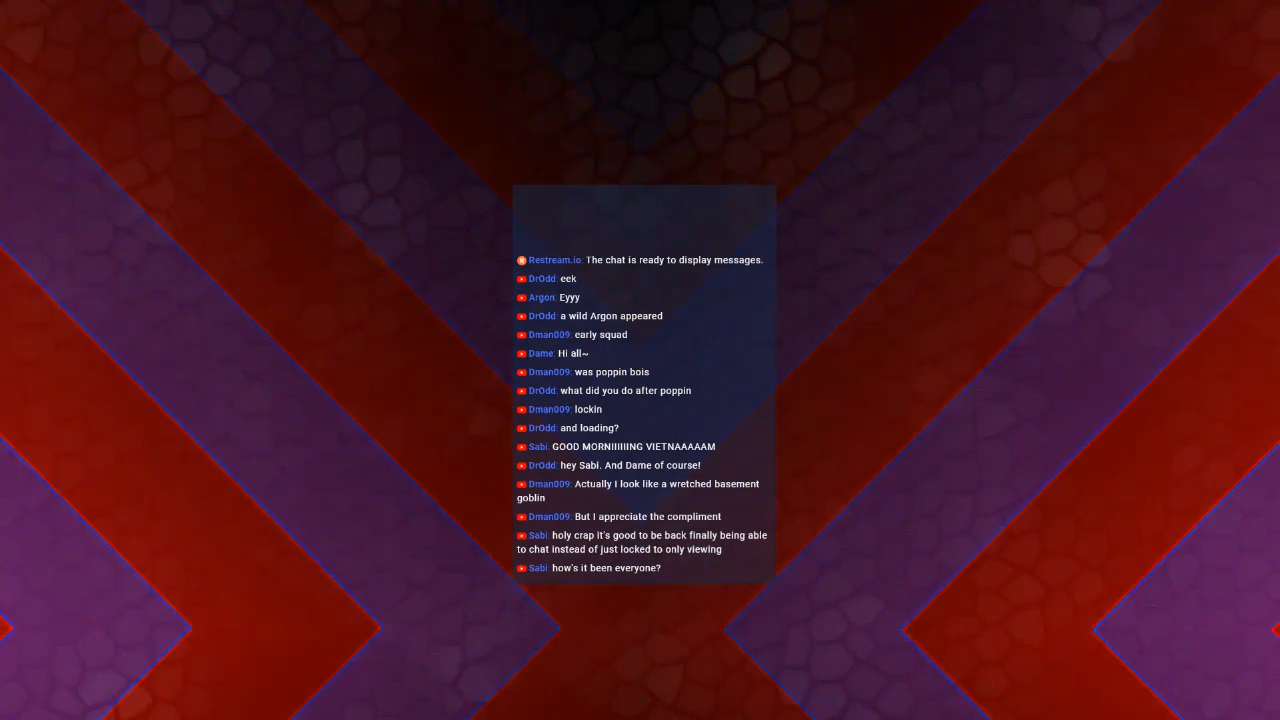 Restream.io: The chat is ready to display messages.
DrOdd: eek
Argon: Eyyy
DrOdd: a wild Argon appeared
Dman009: early squad
Dame: Hi all~
Dman009: was poppin bois
DrOdd: what did you do after poppin
Dman009: lockin
DrOdd: and loading?
Sabi: GOOD MORNIIIIIING VIETNAAAAAM
DrOdd: hey Sabi. And Dame of course!
Dman009: Actually I look like a wretched basement
goblin
Dman009: But I appreciate the compliment
Sabi: holy crap it's good to be back finally being able
to chat instead of just locked to only viewing
Sabi: how's it been everyone?